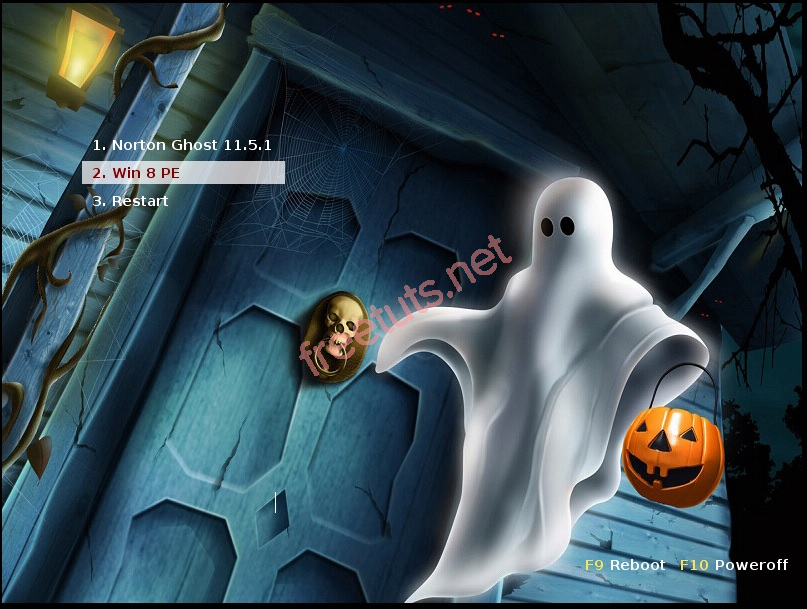 1. Norton Ghost 11.5.1
2. Win 8 PE
3. Restart
freetuts.net
F9 Reboot F10 Poweroff